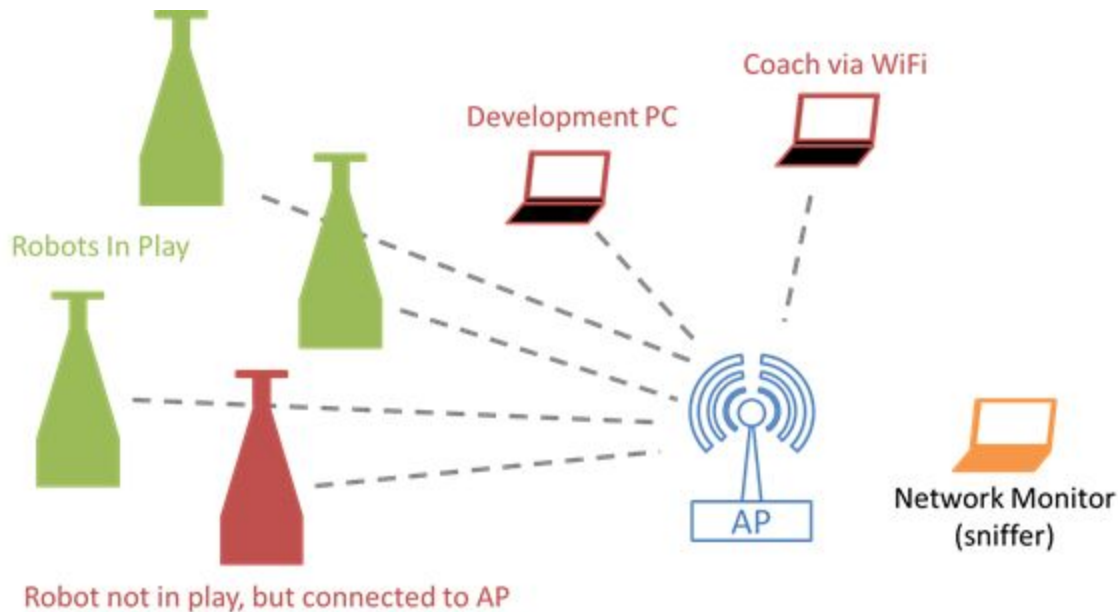 Coach via WiFi
Development PC
Robots In Play
AP
Network Monitor
(sniffer)
Robot not in play, but connected to AP